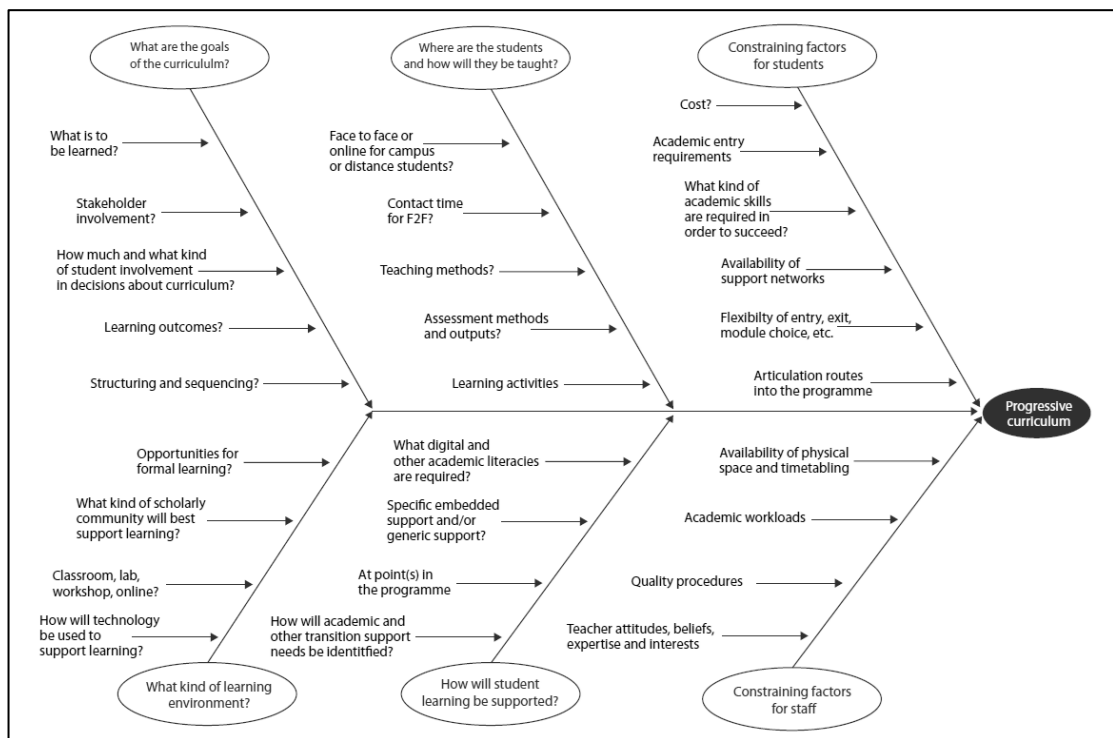 What are the goals
of the curricululm?
What is to
be learned?
Stakeholder
involvement?
How much and what kind
of student involvement
in decisions about curriculum?
Learning outcomes?
Structuring and sequencing?
Where are the students
and how will they be taught?
Face to face or
online for campus
or distance students?
Contact time
for F2F?
Teaching methods?
Assessment methods
and outputs?
Learning activities
Constraining factors
for students
Cost?
Academic entry
requirements
What kind of
academic skills
are required in
order to succeed?
Availability of
support networks
Flexibilty of entry, exit,
module choice, etc.
Articulation routes
into the programme
Progressive
curriculum
Opportunities for
formal learning?
What kind of scholarly
community will best
support learning?
Classroom, lab,
workshop, online?
How will technology
be used to
support learning?
What kind of learning
environment?
What digital and
other academic literacies
are required?
Specific embedded
support and/or
generic support?
At point(s) in
the programme
How will academic and
other transition support
needs be identitfied?
How will student
learning be supported?
Availability of physical
space and timetabling
Academic workloads
Quality procedures
Teacher attitudes, beliefs,
expertise and interests
Constraining factors
for staff